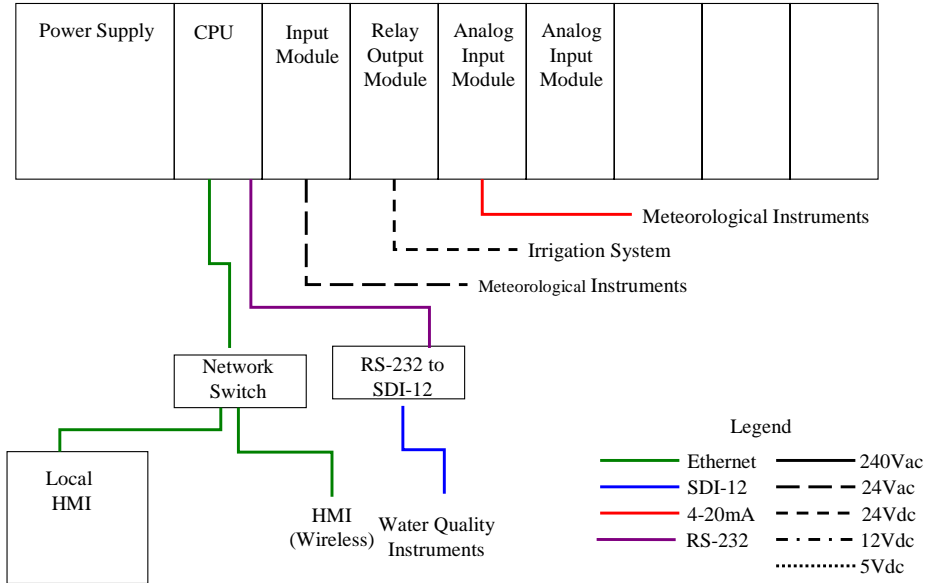 Power Supply
CPU
Input
Module
Relay
Output
Module
Analog
Input
Module
Analog
Input
Module
Meteorological Instruments
Irrigation System
Meteorological Instruments
Network
Switch
RS-232 to
SDI-12
Local
HMI
HMI
(Wireless)
Water Quality
Instruments
Legend
Ethernet
SDI-12
4-20mA
RS-232
240Vac
24Vac
24Vdc
12Vdc
5Vdc